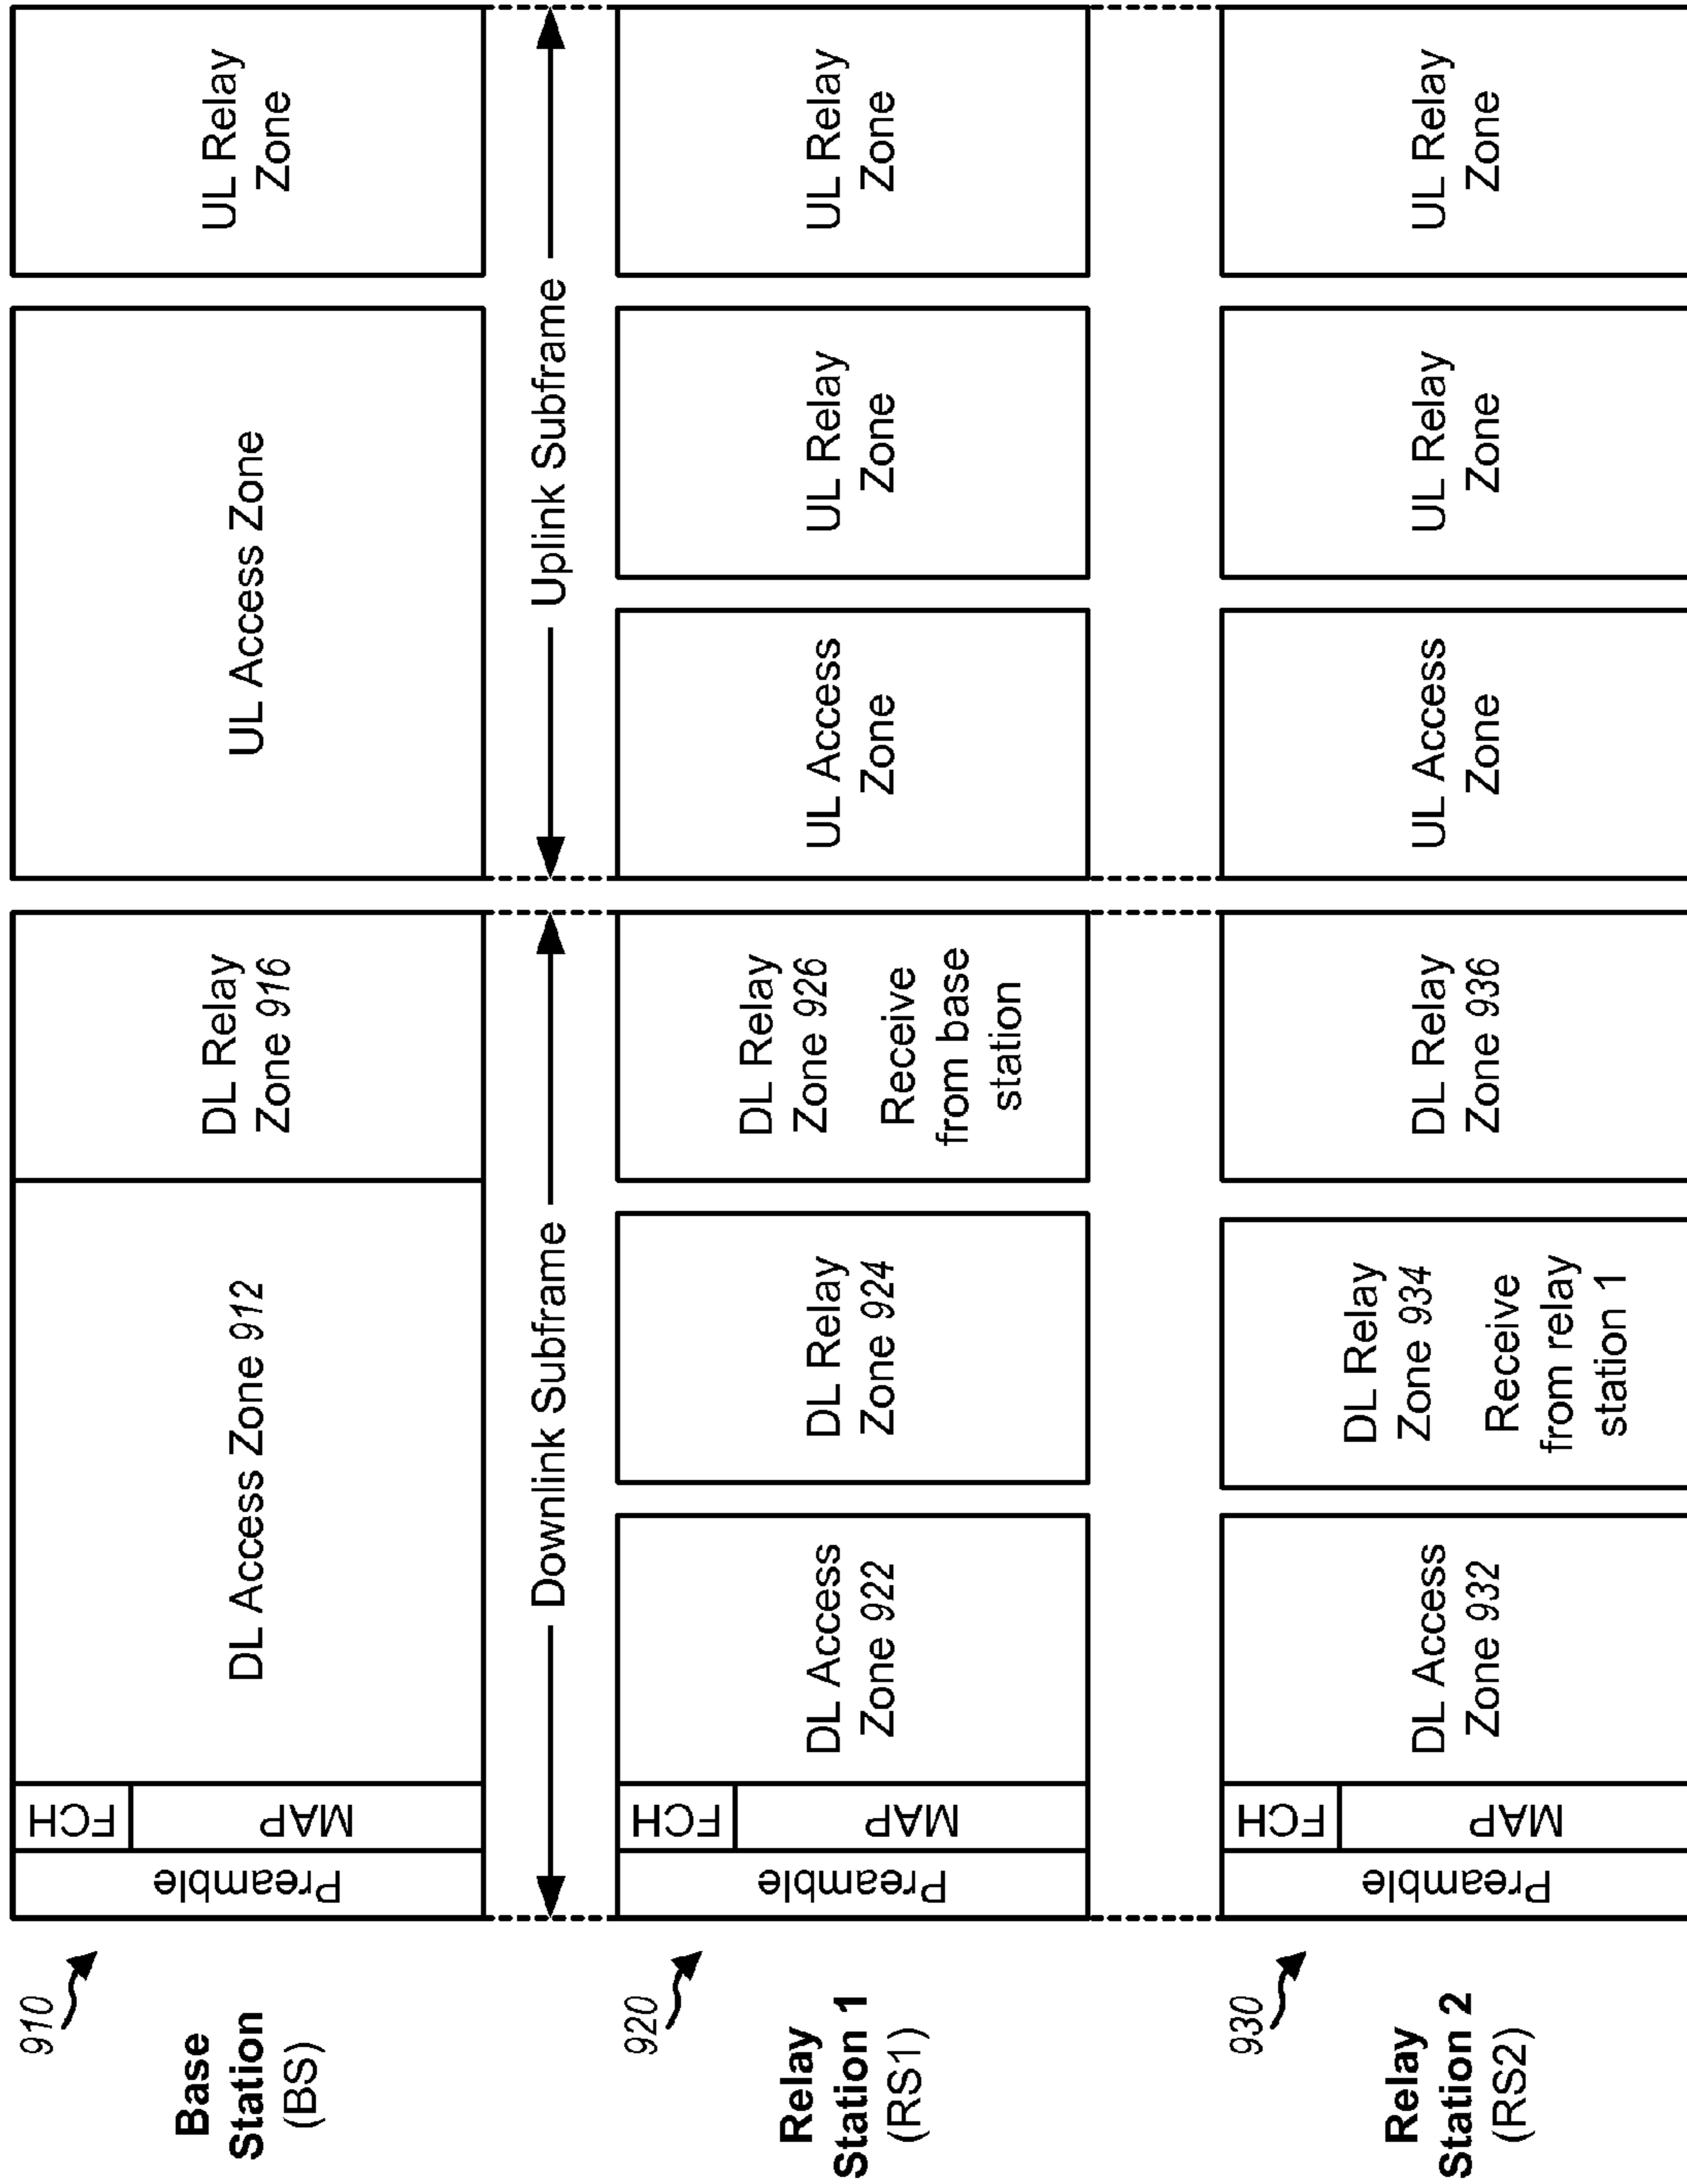 910
Base
Station
(BS)
Preamble
FCH
MAP
DL Access Zone 912
DL Relay
Zone 916
UL Access Zone
UL Relay
Zone
Downlink Subframe
Uplink Subframe
920
Relay
Station 1
(RS1)
Preamble
FCH
MAP
DL Access
Zone 922
DL Relay
Zone 924
DL Relay
Zone 926
Receive
from base
station
UL Access
Zone
UL Relay
Zone
UL Relay
Zone
930
Relay
Station 2
(RS2)
Preamble
FCH
MAP
DL Access
Zone 932
DL Relay
Zone 934
Receive
from relay
station 1
DL Relay
Zone 936
UL Access
Zone
UL Relay
Zone
UL Relay
Zone